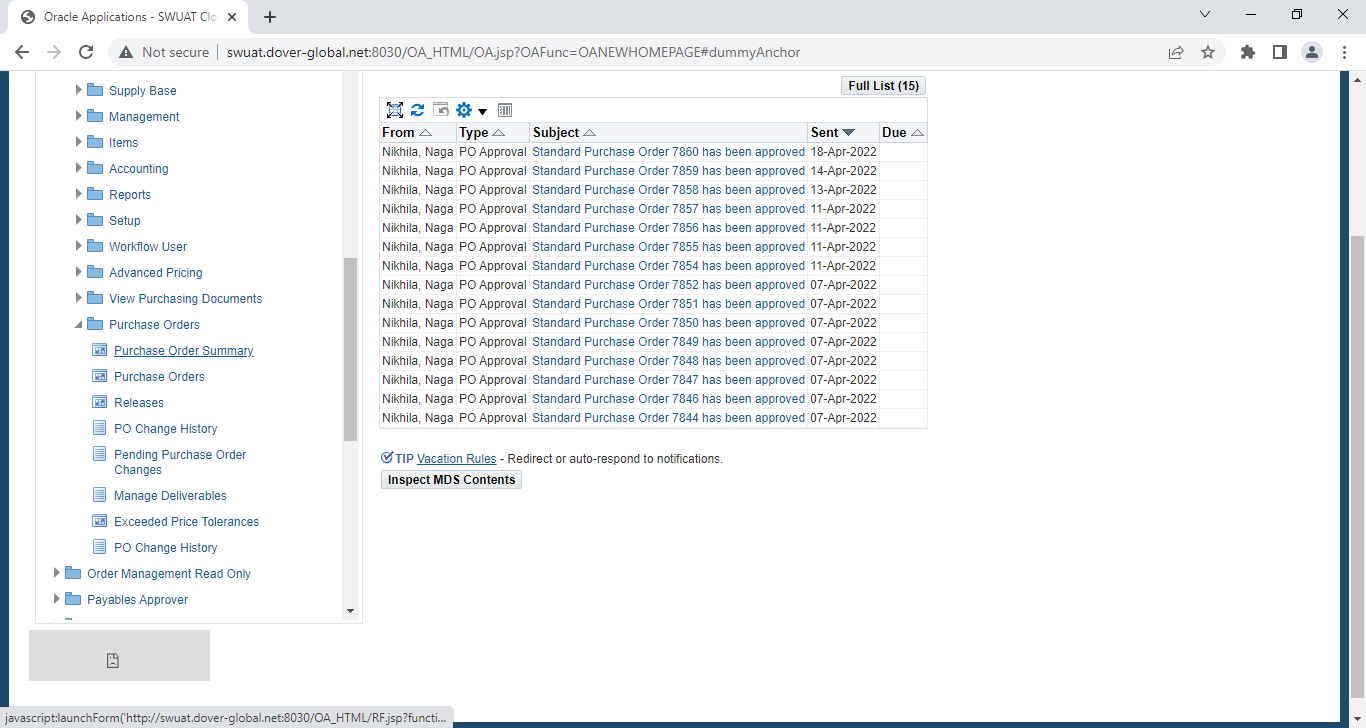 Oracle Applications - SWUAT Clo
Not secure
swuat.dover-global.net:8030/OA_HTML/OA.jsp?OAFunc=OANEWHOMEPAGE#dummyAnchor
Supply Base
Management
Items
Accounting
Reports
Setup
Workflow User
Advanced Pricing
View Purchasing Documents
Purchase Orders
Purchase Order Summary
Purchase Orders
Releases
PO Change History
Pending Purchase Order
Changes
Manage Deliverables
Exceeded Price Tolerances
PO Change History
Order Management Read Only
Payables Approver
Full List (15)
From Type Subject Sent Due
Nikhila, Naga PO Approval Standard Purchase Order 7860 has been approved 18-Apr-2022
Nikhila, Naga PO Approval Standard Purchase Order 7859 has been approved 14-Apr-2022
Nikhila, Naga PO Approval Standard Purchase Order 7858 has been approved 13-Apr-2022
Nikhila, Naga PO Approval Standard Purchase Order 7857 has been approved 11-Apr-2022
Nikhila, Naga PO Approval Standard Purchase Order 7856 has been approved 11-Apr-2022
Nikhila, Naga PO Approval Standard Purchase Order 7855 has been approved 11-Apr-2022
Nikhila, Naga PO Approval Standard Purchase Order 7854 has been approved 11-Apr-2022
Nikhila, Naga PO Approval Standard Purchase Order 7852 has been approved 07-Apr-2022
Nikhila, Naga PO Approval Standard Purchase Order 7851 has been approved 07-Apr-2022
Nikhila, Naga PO Approval Standard Purchase Order 7850 has been approved 07-Apr-2022
Nikhila, Naga PO Approval Standard Purchase Order 7849 has been approved 07-Apr-2022
Nikhila, Naga PO Approval Standard Purchase Order 7848 has been approved 07-Apr-2022
Nikhila, Naga PO Approval Standard Purchase Order 7847 has been approved 07-Apr-2022
Nikhila, Naga PO Approval Standard Purchase Order 7846 has been approved 07-Apr-2022
Nikhila, Naga PO Approval Standard Purchase Order 7844 has been approved 07-Apr-2022
TIP Vacation Rules - Redirect or auto-respond to notifications.
Inspect MDS Contents
javascript:launchForm('http://swuat.dover-global.net:8030/OA_HTML/RF.jsp?functi...